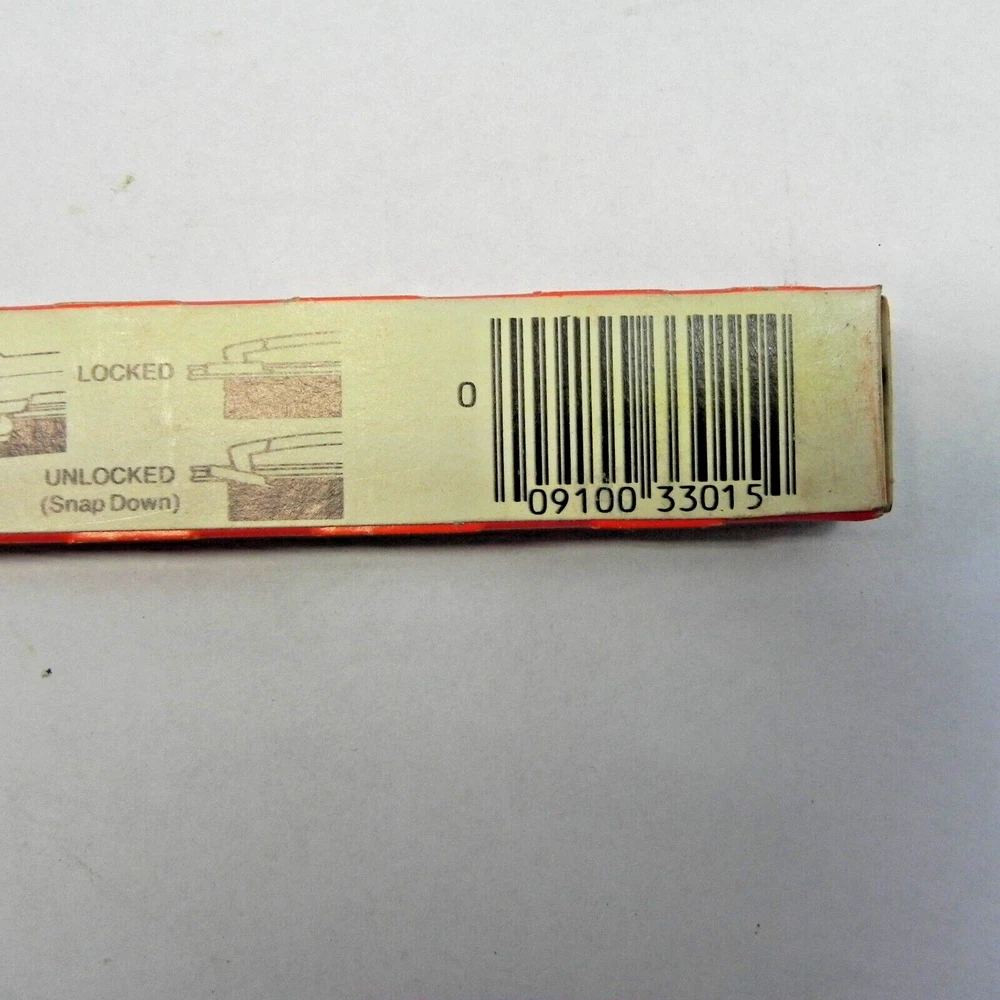 LOCKED
UNLOCKED
(Snap Down)
0
09100 33015